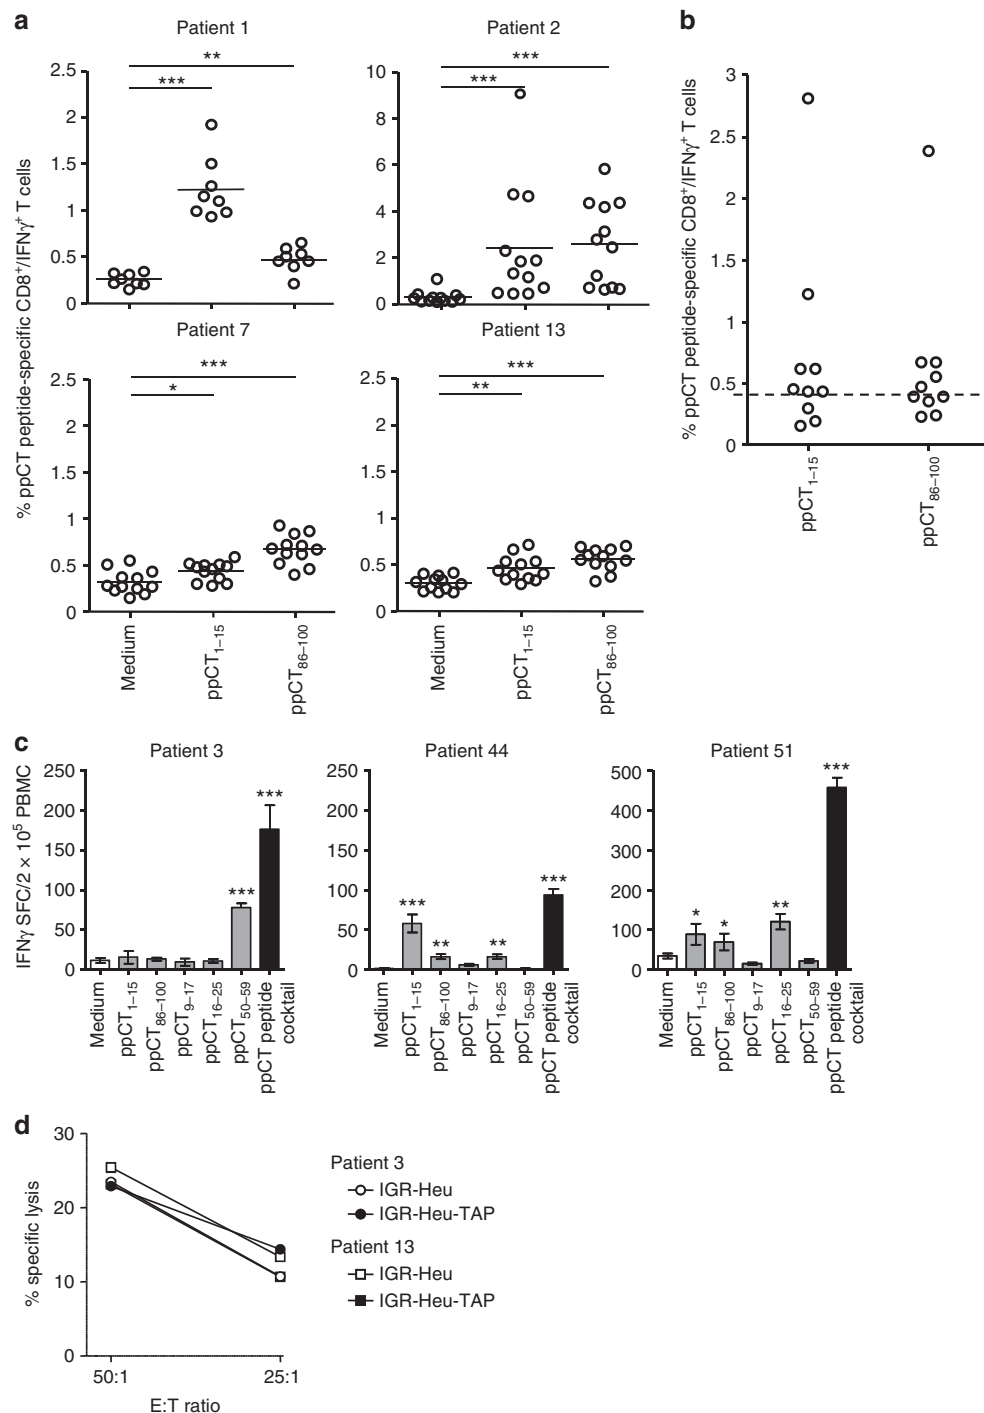 a
Patient 1
Patient 2
b
% ppCT peptide-specific CD8⁺/IFNγ⁺ T cells
**
***
2.5
2
1.5
1
0.5
0
***
***
10
8
6
4
2
0
Patient 7
Patient 13
***
*
2.5
2
1.5
1
0.5
0
***
**
2.5
2
1.5
1
0.5
0
Medium
ppCT₁₋₁₅
ppCT₈₆₋₁₀₀
Medium
ppCT₁₋₁₅
ppCT₈₆₋₁₀₀
% ppCT peptide-specific CD8⁺/IFNγ⁺ T cells
3
2.5
2
1.5
1
0.5
0
ppCT₁₋₁₅
ppCT₈₆₋₁₀₀
c
Patient 3
Patient 44
Patient 51
IFNγ SFC/2 × 10⁵ PBMC
250
200
150
100
50
0
***
***
Medium
ppCT₁₋₁₅
ppCT₈₆₋₁₀₀
ppCT₉₋₁₇
ppCT₁₆₋₂₅
ppCT₅₀₋₅₉
ppCT peptide
cocktail
250
200
150
100
50
0
***
**
**
***
Medium
ppCT₁₋₁₅
ppCT₈₆₋₁₀₀
ppCT₉₋₁₇
ppCT₁₆₋₂₅
ppCT₅₀₋₅₉
ppCT peptide
cocktail
500
400
300
200
100
0
*
*
**
***
Medium
ppCT₁₋₁₅
ppCT₈₆₋₁₀₀
ppCT₉₋₁₇
ppCT₁₆₋₂₅
ppCT₅₀₋₅₉
ppCT peptide
cocktail
d
% specific lysis
30
20
10
0
50:1
25:1
E:T ratio
Patient 3
IGR-Heu
IGR-Heu-TAP
Patient 13
IGR-Heu
IGR-Heu-TAP